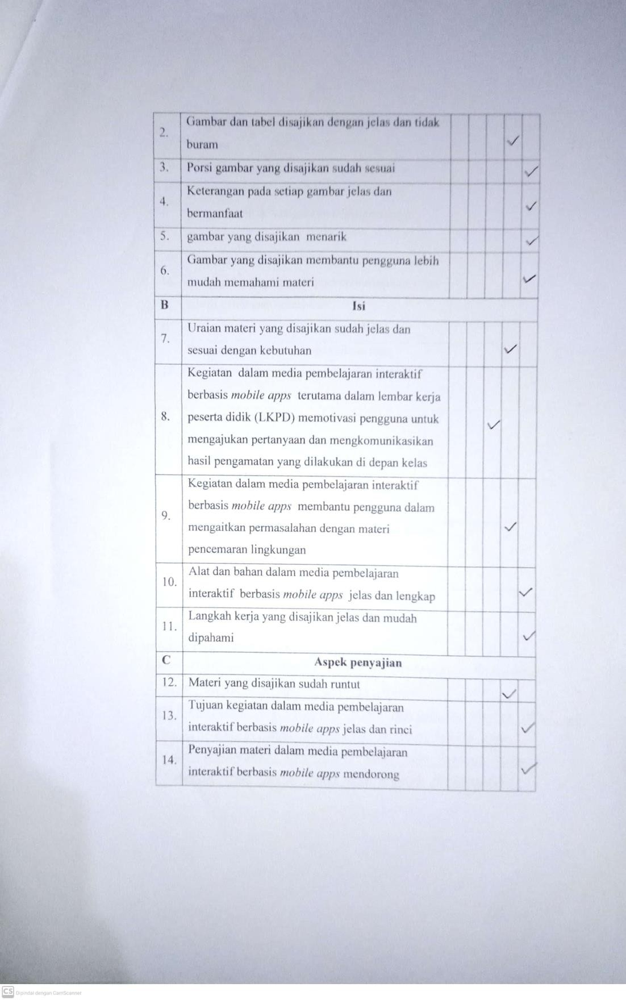 2.
Gambar dan tabel disajikan dengan jelas dan tidak
buram
✓
3.
Porsi gambar yang disajikan sudah sesuai
✓
4.
Keterangan pada setiap gambar jelas dan
bermanfaat
✓
5.
gambar yang disajikan menarik
✓
6.
Gambar yang disajikan membantu pengguna lebih
mudah memahami materi
✓
B
Isi
7.
Uraian materi yang disajikan sudah jelas dan
sesuai dengan kebutuhan
✓
8.
Kegiatan dalam media pembelajaran interaktif
berbasis mobile apps terutama dalam lembar kerja
peserta didik (LKPD) memotivasi pengguna untuk
mengajukan pertanyaan dan mengkomunikasikan
hasil pengamatan yang dilakukan di depan kelas
✓
9.
Kegiatan dalam media pembelajaran interaktif
berbasis mobile apps membantu pengguna dalam
mengaitkan permasalahan dengan materi
pencemaran lingkungan
✓
10.
Alat dan bahan dalam media pembelajaran
interaktif berbasis mobile apps jelas dan lengkap
✓
11.
Langkah kerja yang disajikan jelas dan mudah
dipahami
✓
C
Aspek penyajian
12.
Materi yang disajikan sudah runtut
✓
13.
Tujuan kegiatan dalam media pembelajaran
interaktif berbasis mobile apps jelas dan rinci
✓
14.
Penyajian materi dalam media pembelajaran
interaktif berbasis mobile apps mendorong
✓
CS Dipindai dengan CamScanner